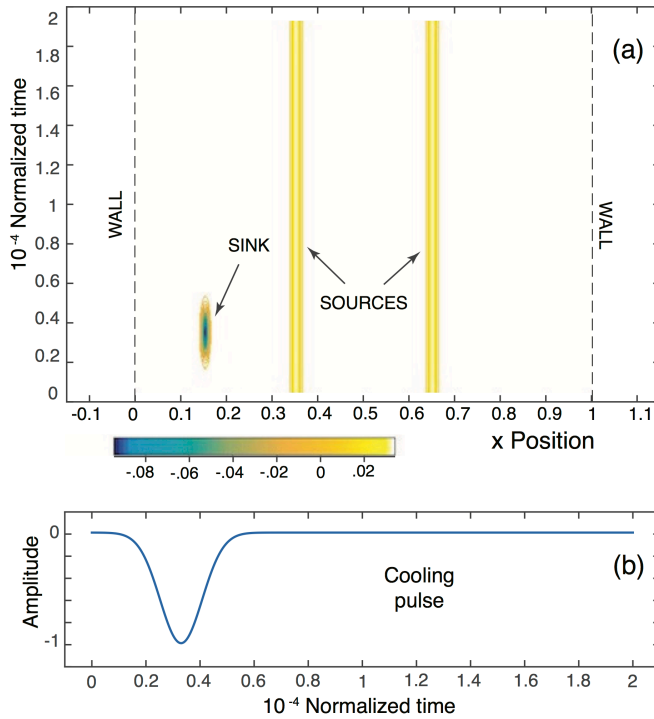 2
1.8
1.6
1.4
1.2
1
0.8
0.6
0.4
0.2
0
10⁻⁴ Normalized time
(a)
WALL
WALL
SINK
SOURCES
-0.1 0 0.1 0.2 0.3 0.4 0.5 0.6 0.7 0.8 0.9 1 1.1
x Position
-.08 -.06 -.04 -.02 0 .02
0
-1
Amplitude
(b)
Cooling
pulse
0 0.2 0.4 0.6 0.8 1 1.2 1.4 1.6 1.8 2
10⁻⁴ Normalized time